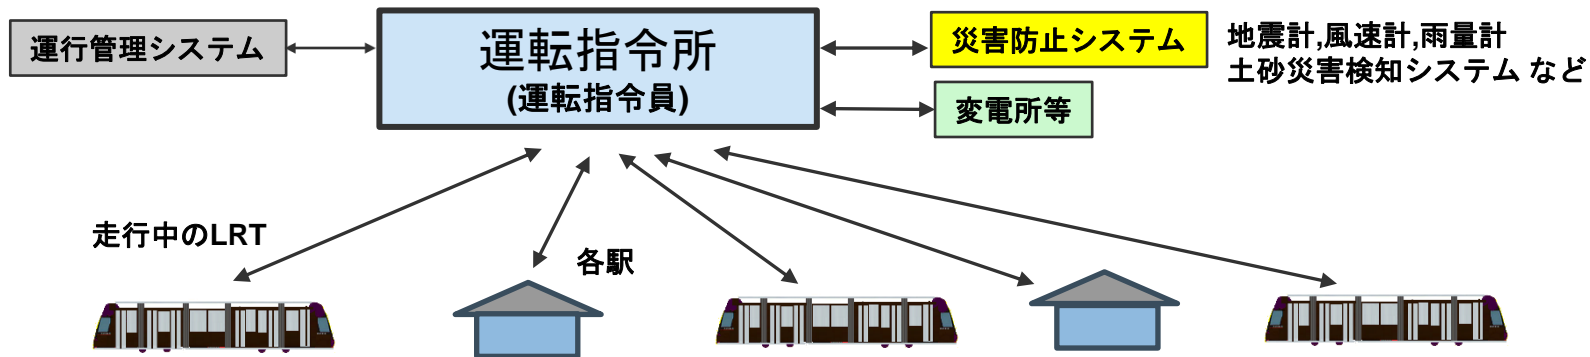 運行管理システム
運転指令所
(運転指令員)
災害防止システム
地震計,風速計,雨量計
土砂災害検知システム など
変電所等
走行中のLRT
各駅